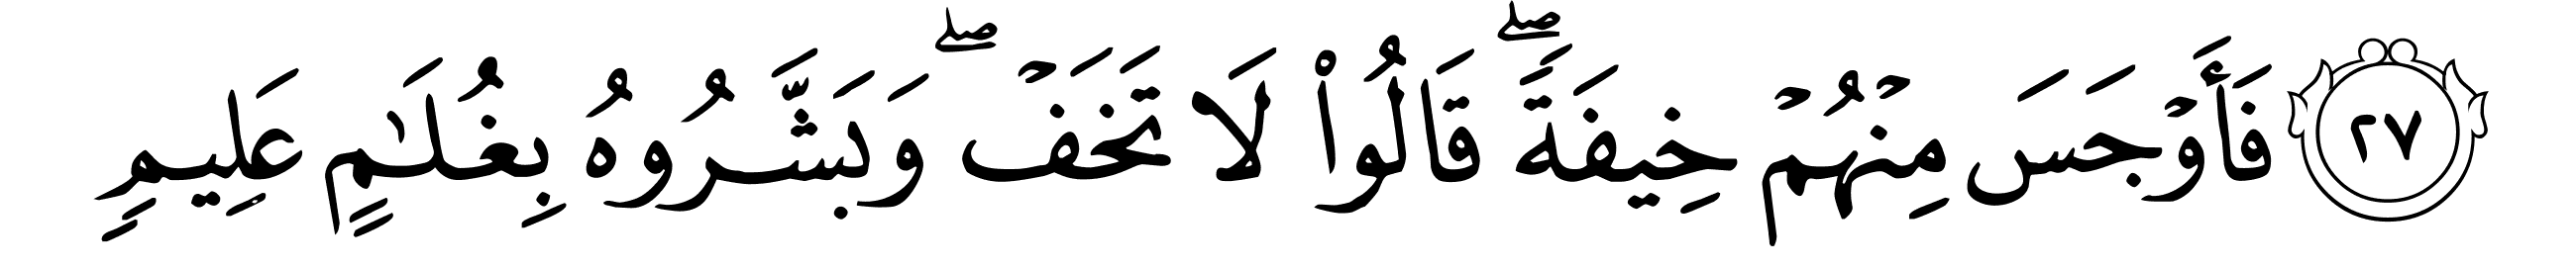 ٢٧ فَأَوۡجَسَ مِنۡهُمۡ خِيفَةٗۖ قَالُواْ لَا تَخَفۡۖ وَبَشَّرُوهُ بِغُلَٰمٍ عَلِيمٖ